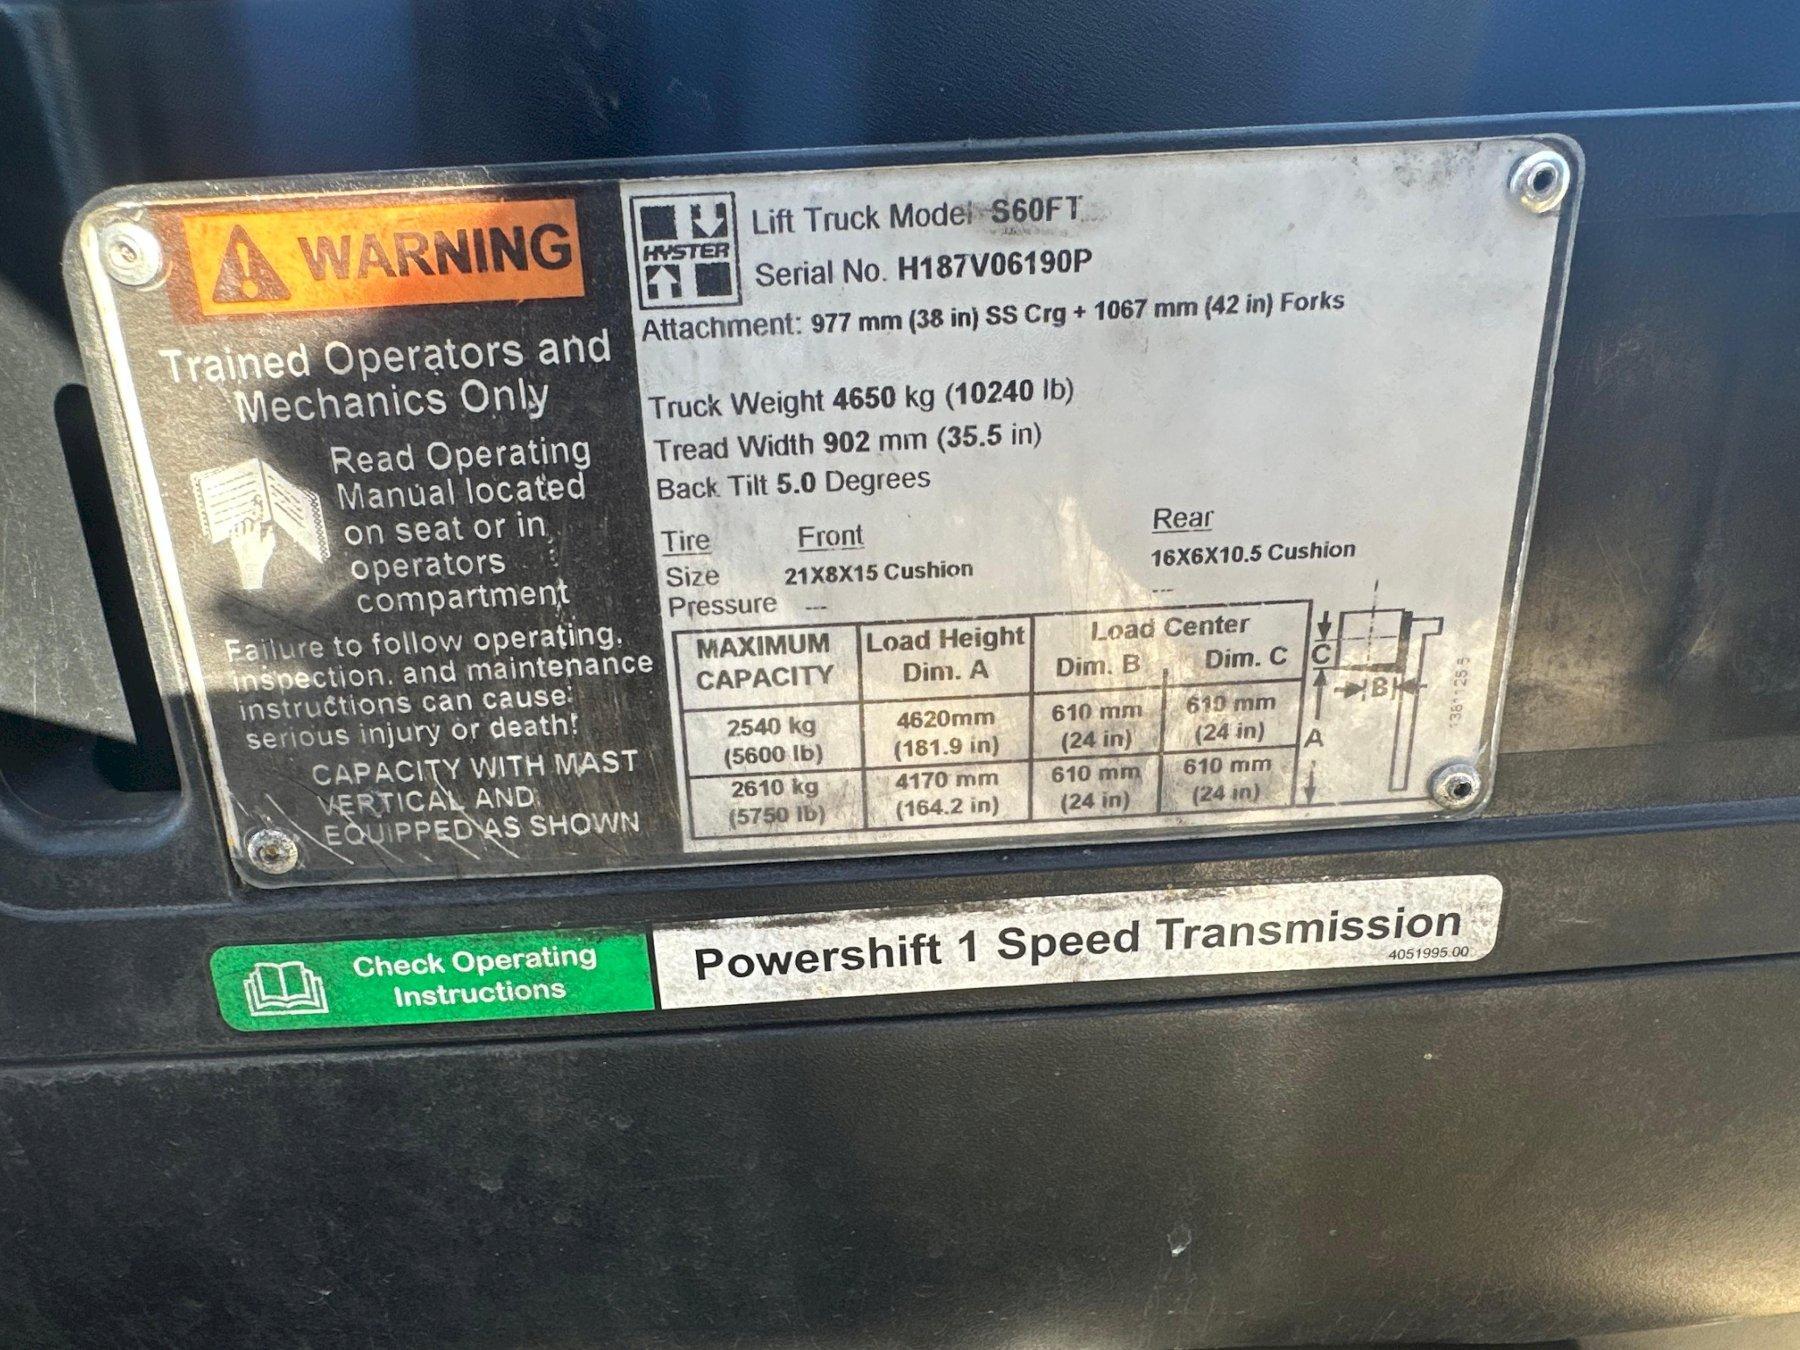 WARNING
Trained Operators and
Mechanics Only
Read Operating
Manual located
on seat or in
operators
compartment
Failure to follow operating,
inspection, and maintenance
instructions can cause
serious injury or death!
CAPACITY WITH MAST
VERTICAL AND
EQUIPPED AS SHOWN
HYSTER
Lift Truck Model S60FT
Serial No. H187V06190P
Attachment: 977 mm (38 in) SS Crg + 1067 mm (42 in) Forks
Truck Weight 4650 kg (10240 lb)
Tread Width 902 mm (35.5 in)
Back Tilt 5.0 Degrees
Tire Front Rear
Size 21X8X15 Cushion 16X6X10.5 Cushion
Pressure --- ---
MAXIMUM CAPACITY Load Height Dim. A Load Center Dim. B Dim. C
2540 kg 4620mm 610 mm 610 mm
(5600 lb) (181.9 in) (24 in) (24 in)
2610 kg 4170 mm 610 mm 610 mm
(5750 lb) (164.2 in) (24 in) (24 in)
C
B
A
Check Operating
Instructions
Powershift 1 Speed Transmission
4051995.00